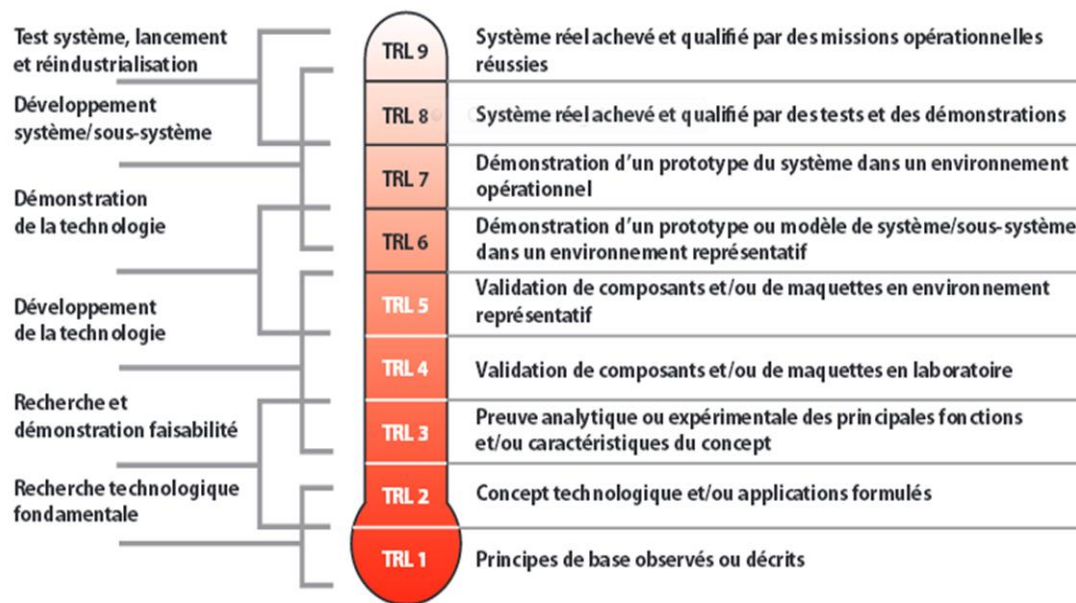 Test système, lancement
et réindustrialisation
Développement
système/sous-système
Démonstration
de la technologie
Développement
de la technologie
Recherche et
démonstration faisabilité
Recherche technologique
fondamentale
TRL 9
Système réel achevé et qualifié par des missions opérationnelles
réussies
TRL 8
Système réel achevé et qualifié par des tests et des démonstrations
TRL 7
Démonstration d'un prototype du système dans un environnement
opérationnel
TRL 6
Démonstration d'un prototype ou modèle de système/sous-système
dans un environnement représentatif
TRL 5
Validation de composants et/ou de maquettes en environnement
représentatif
TRL 4
Validation de composants et/ou de maquettes en laboratoire
TRL 3
Preuve analytique ou expérimentale des principales fonctions
et/ou caractéristiques du concept
TRL 2
Concept technologique et/ou applications formulés
TRL 1
Principes de base observés ou décrits